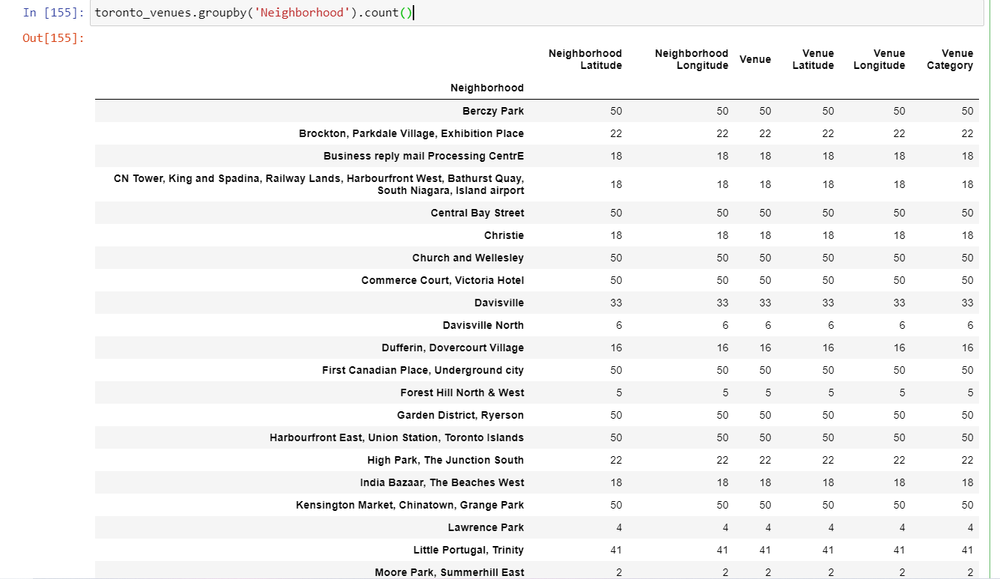 In [155]: toronto_venues.groupby('Neighborhood').count()
Out[155]:
Neighborhood Latitude Neighborhood Longitude Venue Venue Latitude Venue Longitude Venue Category
Neighborhood
Berczy Park 50 50 50 50 50 50
Brockton, Parkdale Village, Exhibition Place 22 22 22 22 22 22
Business reply mail Processing CentrE 18 18 18 18 18 18
CN Tower, King and Spadina, Railway Lands, Harbourfront West, Bathurst Quay,
South Niagara, Island airport 18 18 18 18 18 18
Central Bay Street 50 50 50 50 50 50
Christie 18 18 18 18 18 18
Church and Wellesley 50 50 50 50 50 50
Commerce Court, Victoria Hotel 50 50 50 50 50 50
Davisville 33 33 33 33 33 33
Davisville North 6 6 6 6 6 6
Dufferin, Dovercourt Village 16 16 16 16 16 16
First Canadian Place, Underground city 50 50 50 50 50 50
Forest Hill North & West 5 5 5 5 5 5
Garden District, Ryerson 50 50 50 50 50 50
Harbourfront East, Union Station, Toronto Islands 50 50 50 50 50 50
High Park, The Junction South 22 22 22 22 22 22
India Bazaar, The Beaches West 18 18 18 18 18 18
Kensington Market, Chinatown, Grange Park 50 50 50 50 50 50
Lawrence Park 4 4 4 4 4 4
Little Portugal, Trinity 41 41 41 41 41 41
Moore Park, Summerhill East 2 2 2 2 2 2